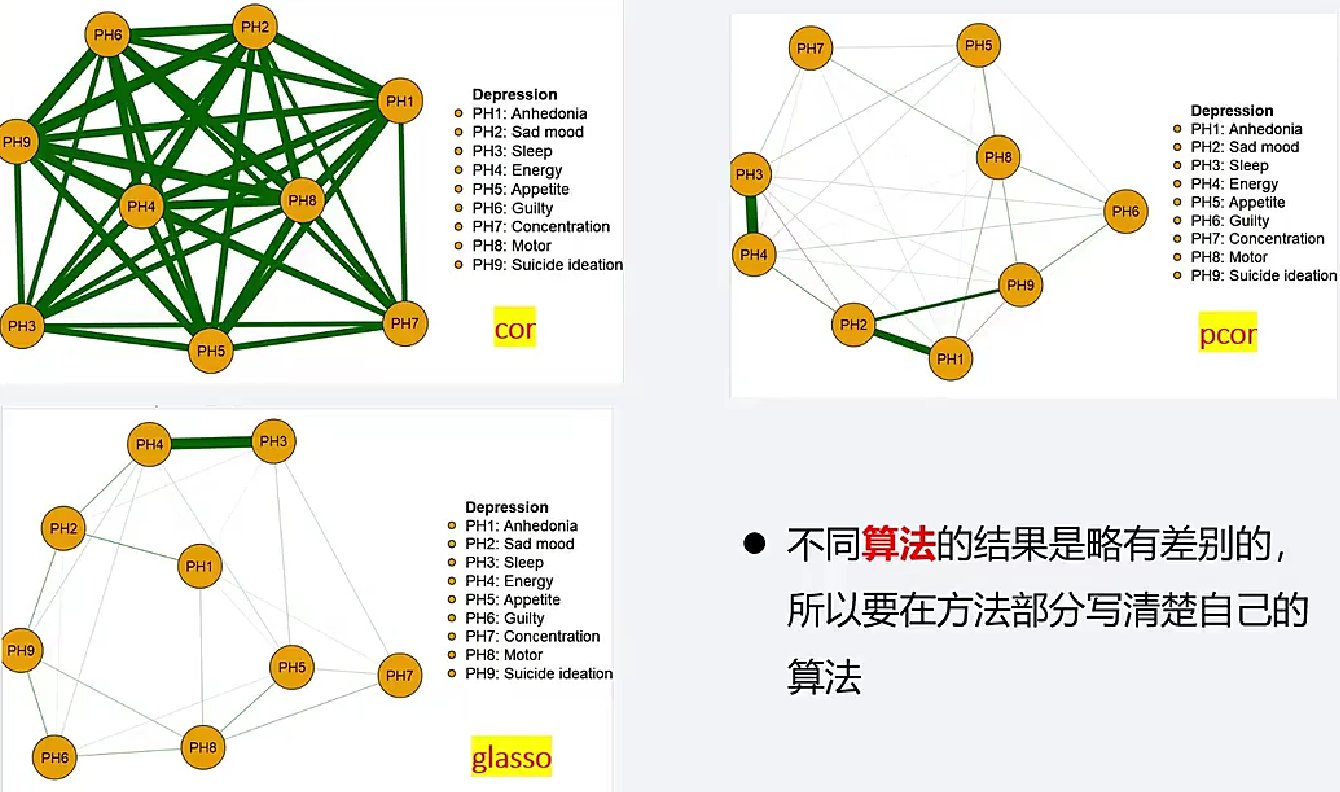 PH6
PH2
PH1
PH9
PH4
PH8
PH3
PH5
PH7
Depression
PH1: Anhedonia
PH2: Sad mood
PH3: Sleep
PH4: Energy
PH5: Appetite
PH6: Guilty
PH7: Concentration
PH8: Motor
PH9: Suicide ideation
cor
PH7
PH5
PH8
PH3
PH6
PH4
PH9
PH2
PH1
Depression
PH1: Anhedonia
PH2: Sad mood
PH3: Sleep
PH4: Energy
PH5: Appetite
PH6: Guilty
PH7: Concentration
PH8: Motor
PH9: Suicide ideation
pcor
PH4
PH3
PH2
PH1
PH9
PH5
PH7
PH8
PH6
Depression
PH1: Anhedonia
PH2: Sad mood
PH3: Sleep
PH4: Energy
PH5: Appetite
PH6: Guilty
PH7: Concentration
PH8: Motor
PH9: Suicide ideation
glasso
● 不同算法的结果是略有差别的，
所以要在方法部分写清楚自己的
算法